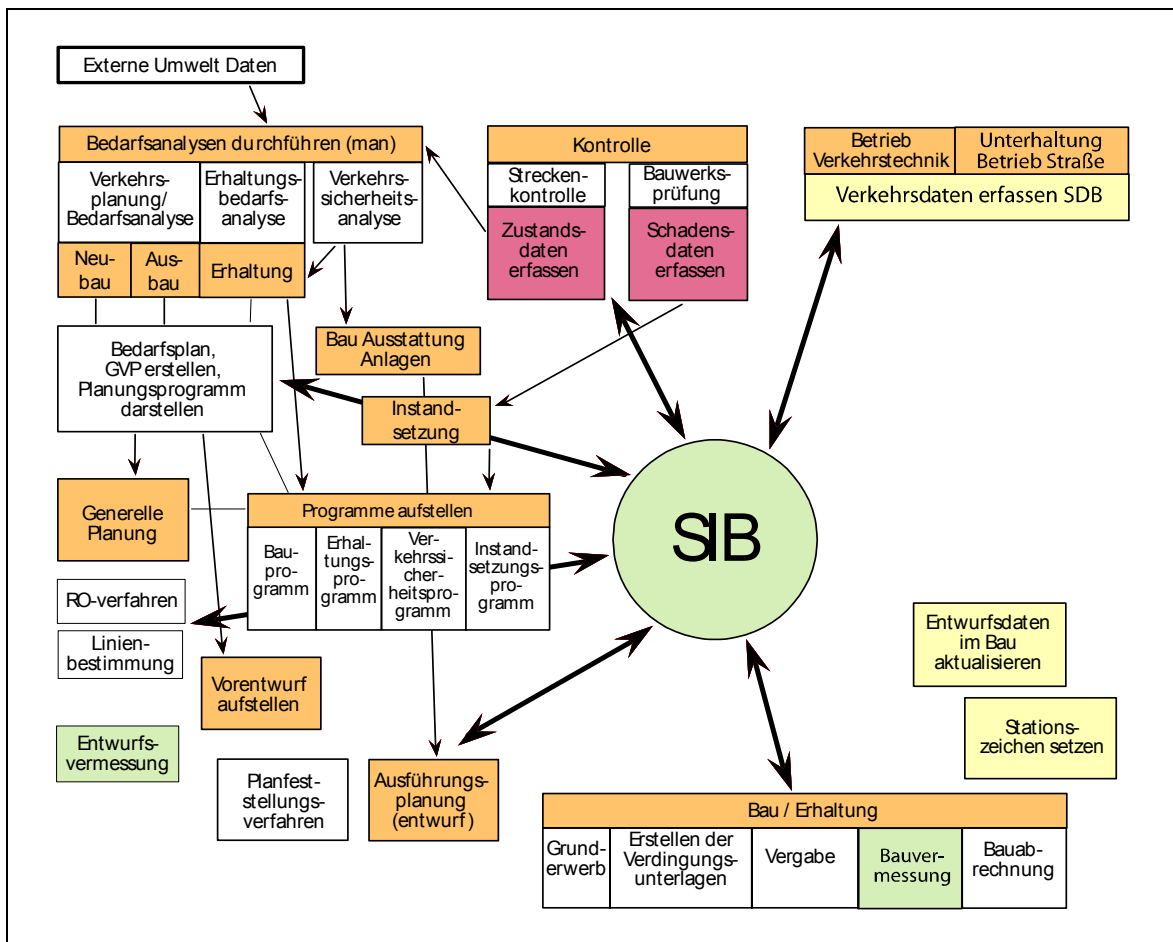 Externe Umwelt Daten
Bedarfsanalysen durchführen (man)
Verkehrs-
planung/
Bedarfsanalyse
Erhaltungs-
bedarfs-
analyse
Verkehrs-
sicherheits-
analyse
Neu-
bau
Aus-
bau
Erhaltung
Kontrolle
Strecken-
kontrolle
Bauwerks-
prüfung
Zustands-
daten
erfassen
Schadens-
daten
erfassen
Betrieb
Verkehrstechnik
Unterhaltung
Betrieb Straße
Verkehrsdaten erfassen SDB
Bedarfsplan,
GVP erstellen,
Planungsprogramm
darstellen
Bau Ausstattung
Anlagen
Instand-
setzung
Generelle
Planung
Programme aufstellen
Bau-
pro-
gramm
Erhal-
tungs-
pro-
gramm
Ver-
kehrssi-
cher-
heitspro-
gramm
Instand-
setzungs-
pro-
gramm
SIB
RO-verfahren
Linien-
bestimmung
Vorentwurf
aufstellen
Entwurfs-
vermessung
Planfest-
stellungs-
verfahren
Ausführungs-
planung
(entwurf)
Entwurfsdaten
im Bau
aktualisieren
Stations-
zeichen setzen
Bau / Erhaltung
Grund-
erwerb
Erstellen der
Verdingungs-
unterlagen
Vergabe
Bauver-
messung
Bauab-
rechnung